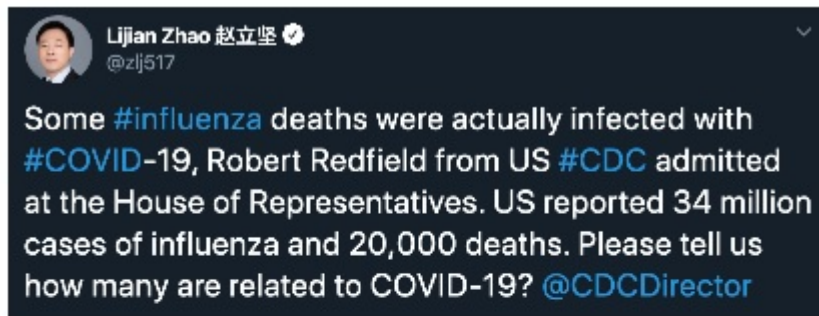 Lijian Zhao 赵立坚
@zlj517
Some #influenza deaths were actually infected with
#COVID-19, Robert Redfield from US #CDC admitted
at the House of Representatives. US reported 34 million
cases of influenza and 20,000 deaths. Please tell us
how many are related to COVID-19? @CDCDirector